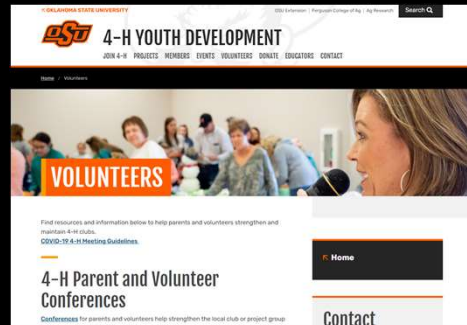 OKLAHOMA STATE UNIVERSITY
OSU Extension | Ferguson College of Ag | Ag Research
Search
OSU
4-H YOUTH DEVELOPMENT
JOIN 4-H PROJECTS MEMBERS EVENTS VOLUNTEERS DONATE EDUCATORS CONTACT
Home / Volunteers
VOLUNTEERS
Find resources and information below to help parents and volunteers strengthen and
maintain 4-H clubs.
COVID-19 4-H Meeting Guidelines
Home
4-H Parent and Volunteer
Conferences
Conferences for parents and volunteers help strengthen the local club or project group
Contact